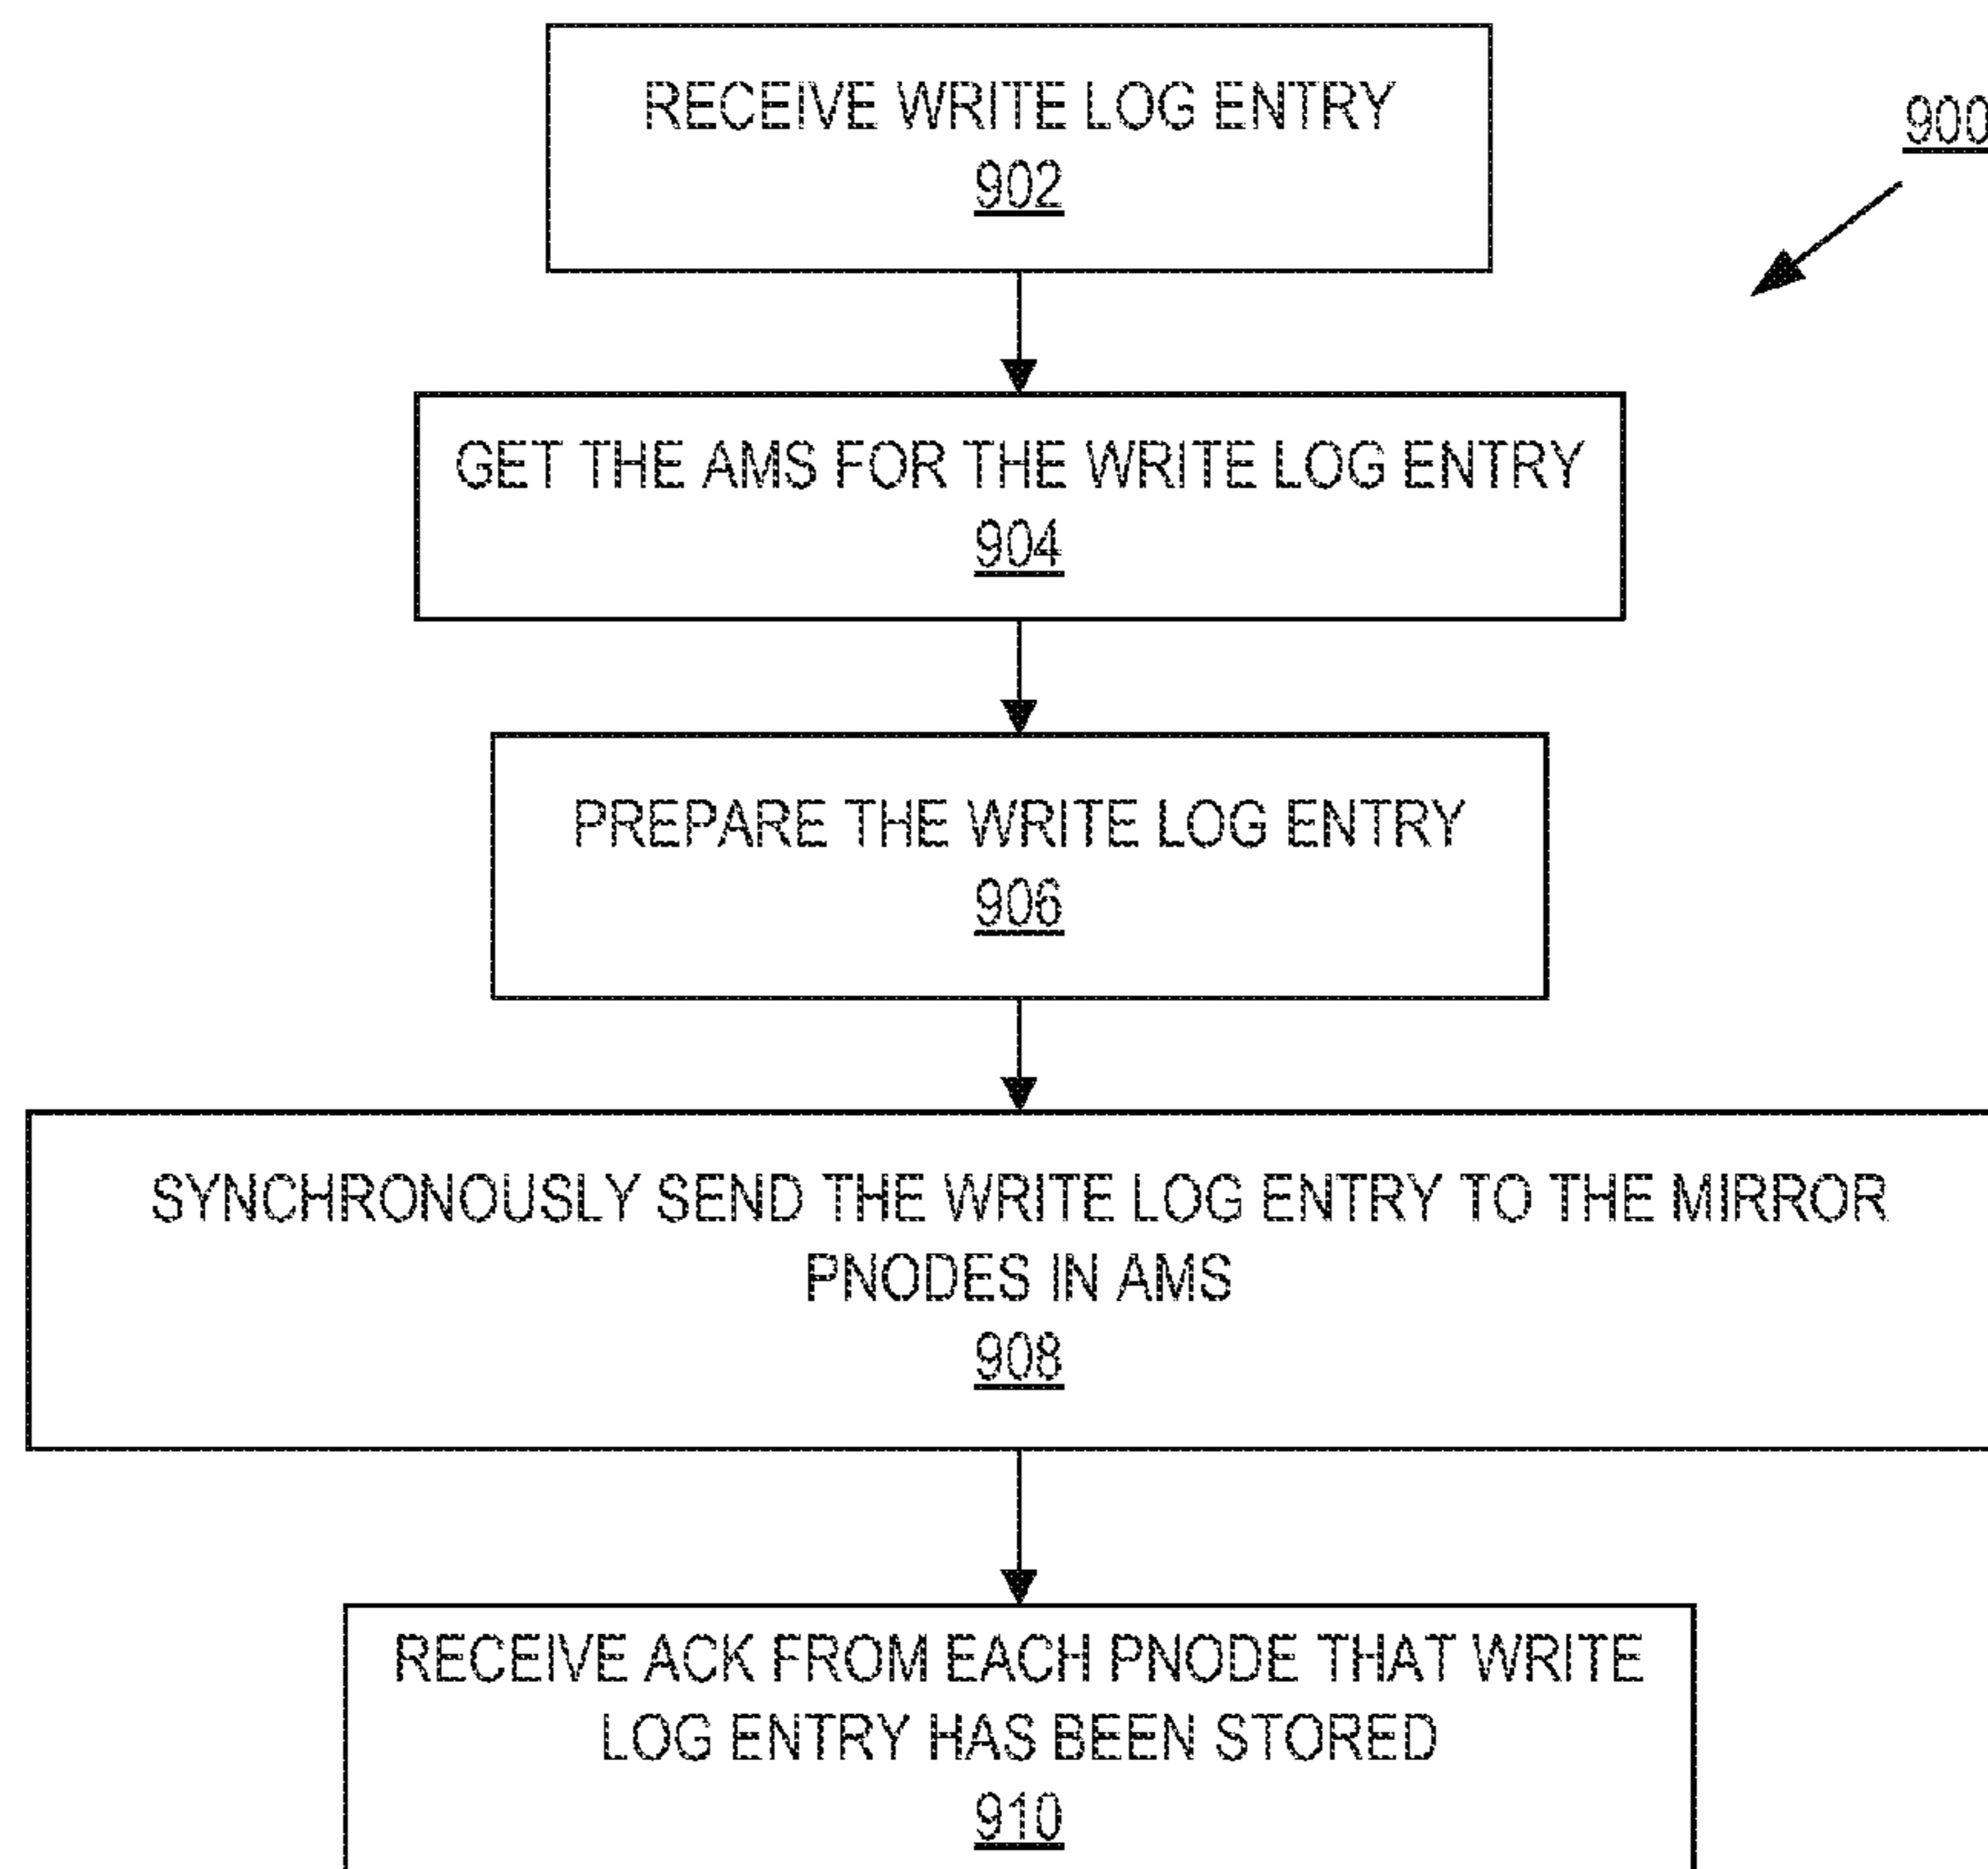 RECEIVE WRITE LOG ENTRY
902
900
GET THE AMS FOR THE WRITE LOG ENTRY
904
PREPARE THE WRITE LOG ENTRY
906
SYNCHRONOUSLY SEND THE WRITE LOG ENTRY TO THE MIRROR
PNODES IN AMS
908
RECEIVE ACK FROM EACH PNODE THAT WRITE
LOG ENTRY HAS BEEN STORED
910